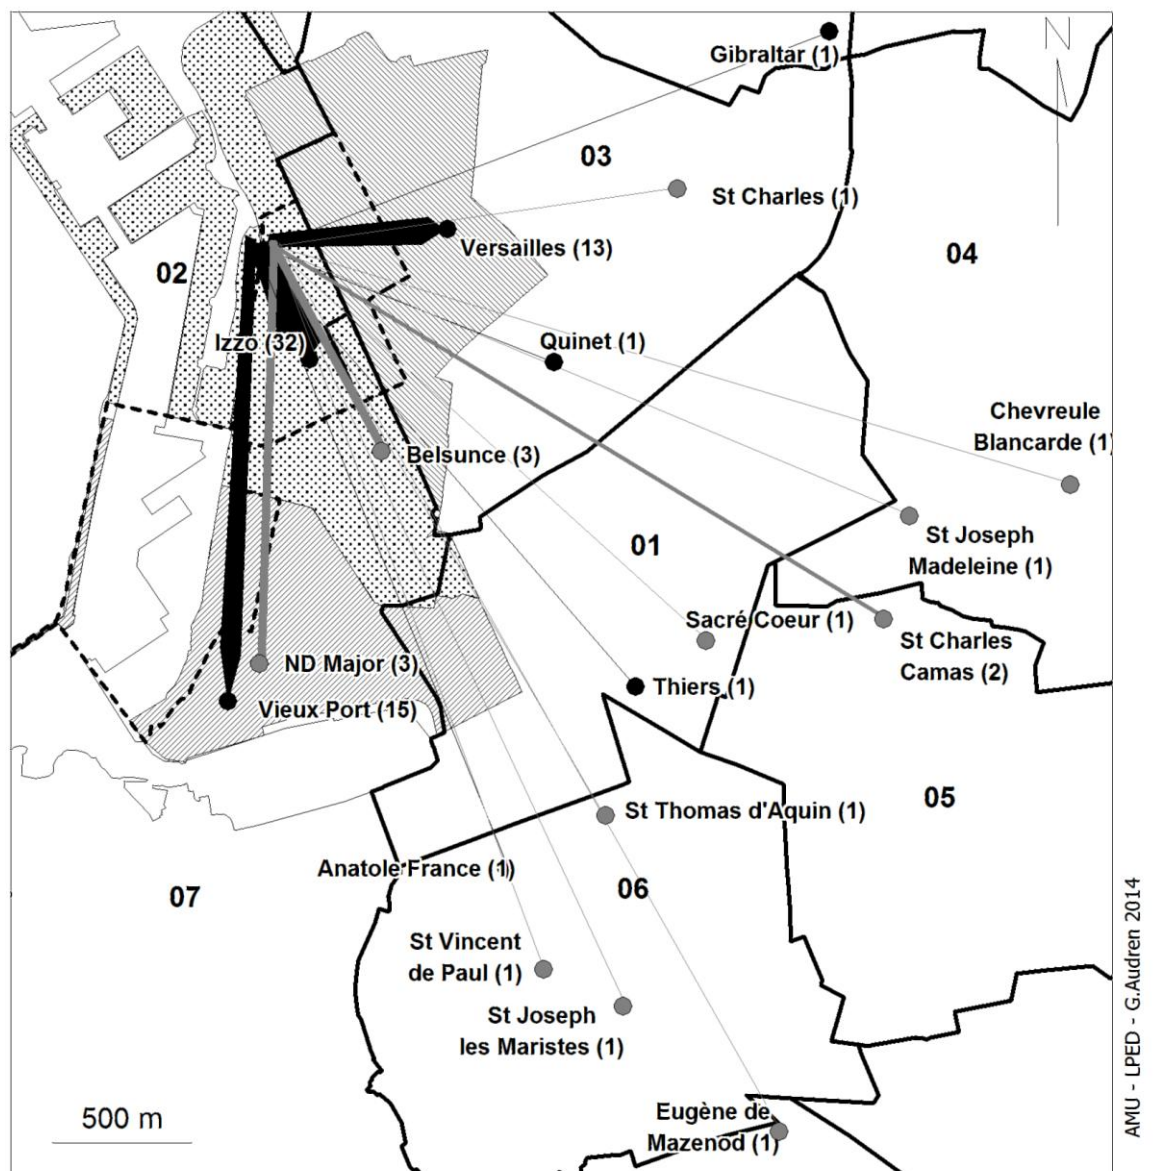 N
Gibraltar (1)
03
St Charles (1)
Versailles (13)
04
02
Izzo (32)
Quinet (1)
Chevreule
Blancarde (1)
Belsunce (3)
St Joseph
Madeleine (1)
01
Sacré Coeur (1)
St Charles
Camas (2)
ND Major (3)
Thiers (1)
Vieux Port (15)
05
St Thomas d'Aquin (1)
Anatole France (1)
07
06
St Vincent
de Paul (1)
St Joseph
les Maristes (1)
500 m
Eugène de
Mazenod (1)
AMU - LPED - G.Audren 2014